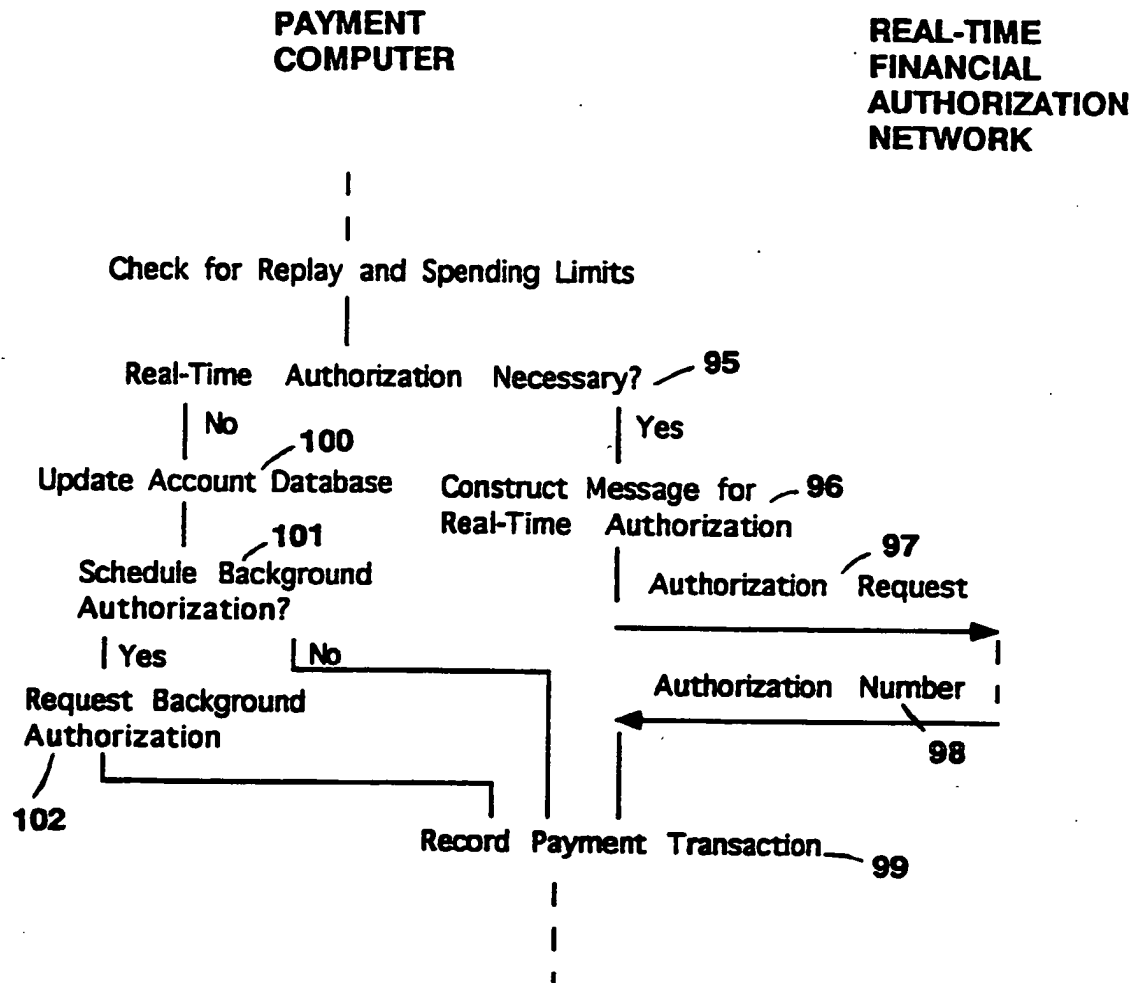 PAYMENT
COMPUTER
REAL-TIME
FINANCIAL
AUTHORIZATION
NETWORK
Check for Replay and Spending Limits
Real-Time Authorization Necessary? 95
No
Yes
100
Update Account Database
Construct Message for 96
Real-Time Authorization
101
Schedule Background
Authorization?
97
Authorization Request
Yes
No
Authorization Number
98
Request Background
Authorization
102
Record Payment Transaction 99